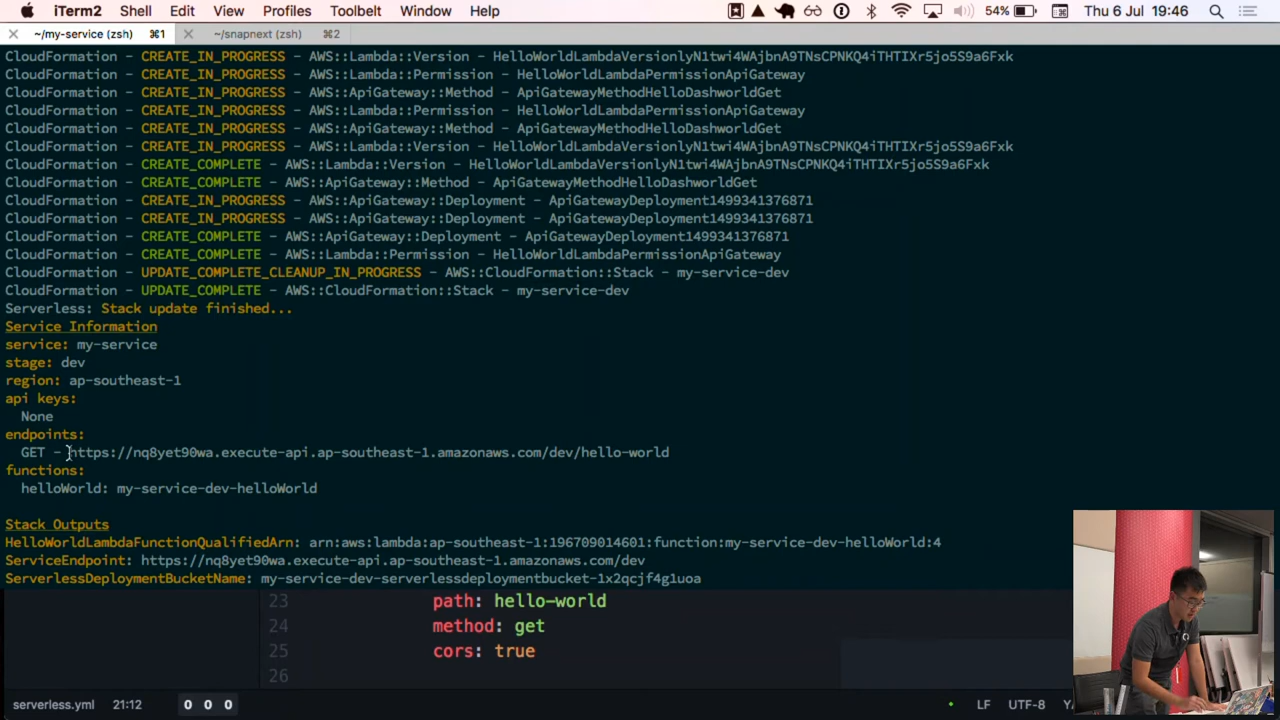 iTerm2 Shell Edit View Profiles Toolbelt Window Help 54% Thu 6 Jul 19:46
~/my-service (zsh) ⌘1 ~/snapnext (zsh) ⌘2
CloudFormation - CREATE_IN_PROGRESS - AWS::Lambda::Version - HelloWorldLambdaVersionlyN1twi4WAjbnA9TNsCPNKQ4iTHTIXr5jo5S9a6Fxk
CloudFormation - CREATE_IN_PROGRESS - AWS::Lambda::Permission - HelloWorldLambdaPermissionApiGateway
CloudFormation - CREATE_IN_PROGRESS - AWS::ApiGateway::Method - ApiGatewayMethodHelloDashworldGet
CloudFormation - CREATE_IN_PROGRESS - AWS::Lambda::Permission - HelloWorldLambdaPermissionApiGateway
CloudFormation - CREATE_IN_PROGRESS - AWS::ApiGateway::Method - ApiGatewayMethodHelloDashworldGet
CloudFormation - CREATE_IN_PROGRESS - AWS::Lambda::Version - HelloWorldLambdaVersionlyN1twi4WAjbnA9TNsCPNKQ4iTHTIXr5jo5S9a6Fxk
CloudFormation - CREATE_COMPLETE - AWS::Lambda::Version - HelloWorldLambdaVersionlyN1twi4WAjbnA9TNsCPNKQ4iTHTIXr5jo5S9a6Fxk
CloudFormation - CREATE_COMPLETE - AWS::ApiGateway::Method - ApiGatewayMethodHelloDashworldGet
CloudFormation - CREATE_IN_PROGRESS - AWS::ApiGateway::Deployment - ApiGatewayDeployment1499341376871
CloudFormation - CREATE_IN_PROGRESS - AWS::ApiGateway::Deployment - ApiGatewayDeployment1499341376871
CloudFormation - CREATE_COMPLETE - AWS::ApiGateway::Deployment - ApiGatewayDeployment1499341376871
CloudFormation - CREATE_COMPLETE - AWS::Lambda::Permission - HelloWorldLambdaPermissionApiGateway
CloudFormation - UPDATE_COMPLETE_CLEANUP_IN_PROGRESS - AWS::CloudFormation::Stack - my-service-dev
CloudFormation - UPDATE_COMPLETE - AWS::CloudFormation::Stack - my-service-dev
Serverless: Stack update finished...
Service Information
service: my-service
stage: dev
region: ap-southeast-1
api keys:
None
endpoints:
GET - https://nq8yet90wa.execute-api.ap-southeast-1.amazonaws.com/dev/hello-world
functions:
helloWorld: my-service-dev-helloWorld
Stack Outputs
HelloWorldLambdaFunctionQualifiedArn: arn:aws:lambda:ap-southeast-1:196709014601:function:my-service-dev-helloWorld:4
ServiceEndpoint: https://nq8yet90wa.execute-api.ap-southeast-1.amazonaws.com/dev
ServerlessDeploymentBucketName: my-service-dev-serverlessdeploymentbucket-1x2qcjf4g1uoa
23 path: hello-world
24 method: get
25 cors: true
26
serverless.yml 21:12 0 0 0 LF UTF-8